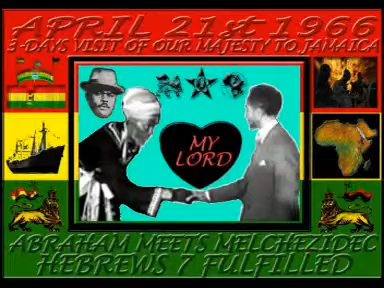 APRIL 21st 1966
3-DAYS VISIT OF OUR MAJESTY TO JAMAICA
MY
LORD
ABRAHAM MEETS MELCHEZIDEC
HEBREWS 7 FULFILLED